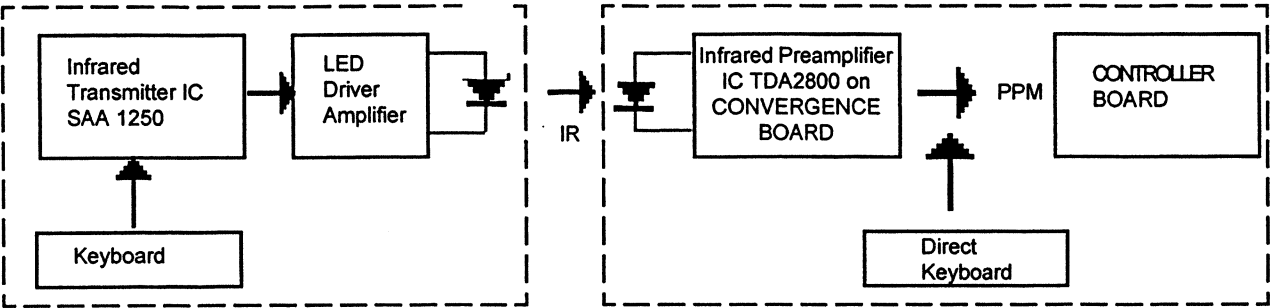 Infrared
Transmitter IC
SAA 1250
LED
Driver
Amplifier
Keyboard
IR
Infrared Preamplifier
IC TDA2800 on
CONVERGENCE
BOARD
PPM
CONTROLLER
BOARD
Direct
Keyboard